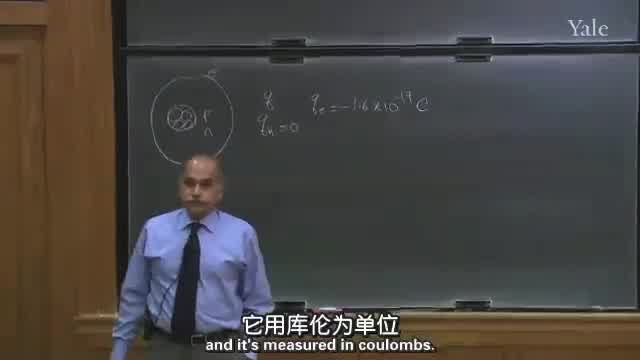 Yale
e
p
n
q
qₙ = 0
qₑ = -1.6 × 10⁻¹⁹ C
它用库伦为单位
and it's measured in coulombs.